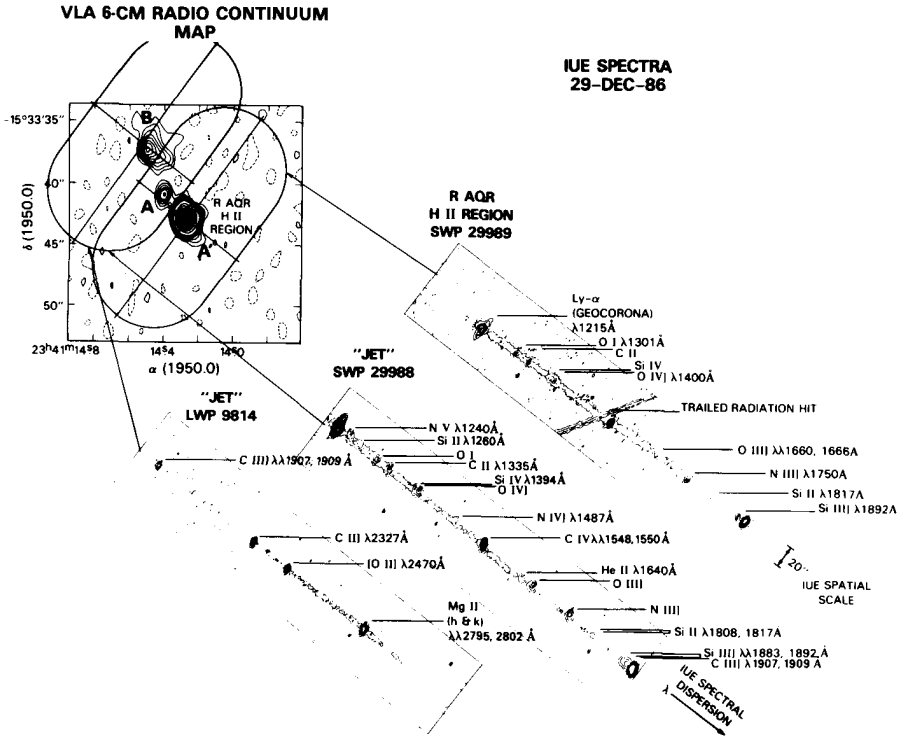 VLA 6-CM RADIO CONTINUUM
MAP
IUE SPECTRA
29-DEC-86
-15°33'35"
40"
45"
50"
δ (1950.0)
B
A
R AQR
H II
REGION
A'
23ʰ41ᵐ14ˢ8
14ˢ4
14ˢ0
α (1950.0)
R AQR
H II REGION
SWP 29989
Ly-α
(GEOCORONA)
λ1215Å
O I λ1301Å
C II
Si IV
O IV] λ1400Å
TRAILED RADIATION HIT
O III] λλ1660, 1666A
N III] λ1750A
Si II λ1817A
Si III] λ1892A
20"
IUE SPATIAL
SCALE
"JET"
SWP 29988
N V λ1240Å
Si II λ1260Å
O I
C II λ1335Å
Si IV λ1394Å
O IV]
N IV] λ1487Å
C IV λλ1548,1550Å
He II λ1640Å
O III]
N III]
Si II λ1808, 1817A
Si III] λλ1883, 1892 Å
C III] λ1907, 1909 A
IUE SPECTRAL
DISPERSION
λ
"JET"
LWP 9814
C III] λλ1907, 1909 Å
C II] λ2327Å
[O II] λ2470Å
Mg II
(h & k)
λλ2795, 2802 Å